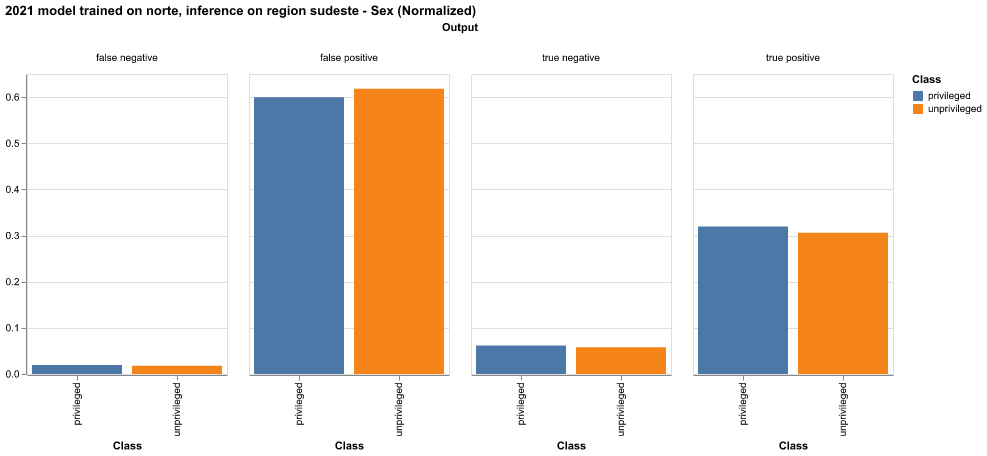 2021 model trained on norte, inference on region sudeste - Sex (Normalized)
Output
false negative
false positive
true negative
true positive
Class
privileged
unprivileged
0.6
0.5
0.4
0.3
0.2
0.1
0.0
privileged
unprivileged
privileged
unprivileged
privileged
unprivileged
privileged
unprivileged
Class
Class
Class
Class